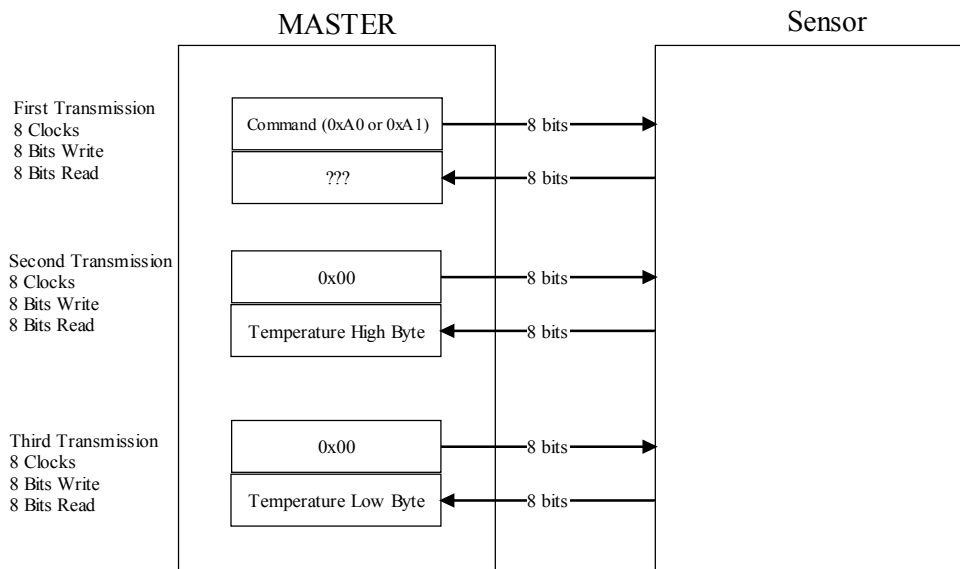 MASTER
Sensor
First Transmission
8 Clocks
8 Bits Write
8 Bits Read
Command (0xA0 or 0xA1)
8 bits
???
8 bits
Second Transmission
8 Clocks
8 Bits Write
8 Bits Read
0x00
8 bits
Temperature High Byte
8 bits
Third Transmission
8 Clocks
8 Bits Write
8 Bits Read
0x00
8 bits
Temperature Low Byte
8 bits